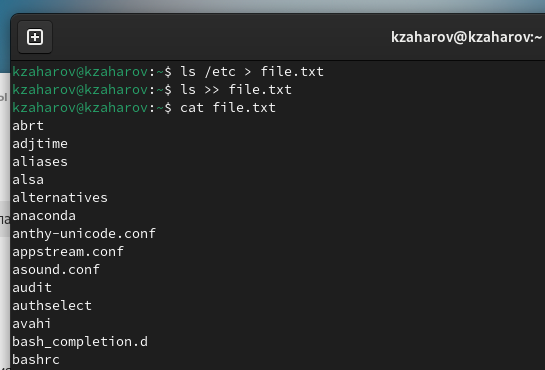 kzaharov@kzaharov:~
kzaharov@kzaharov:~$ ls /etc > file.txt
kzaharov@kzaharov:~$ ls >> file.txt
kzaharov@kzaharov:~$ cat file.txt
abrt
adjtime
aliases
alsa
alternatives
anaconda
anthy-unicode.conf
appstream.conf
asound.conf
audit
authselect
avahi
bash_completion.d
bashrc